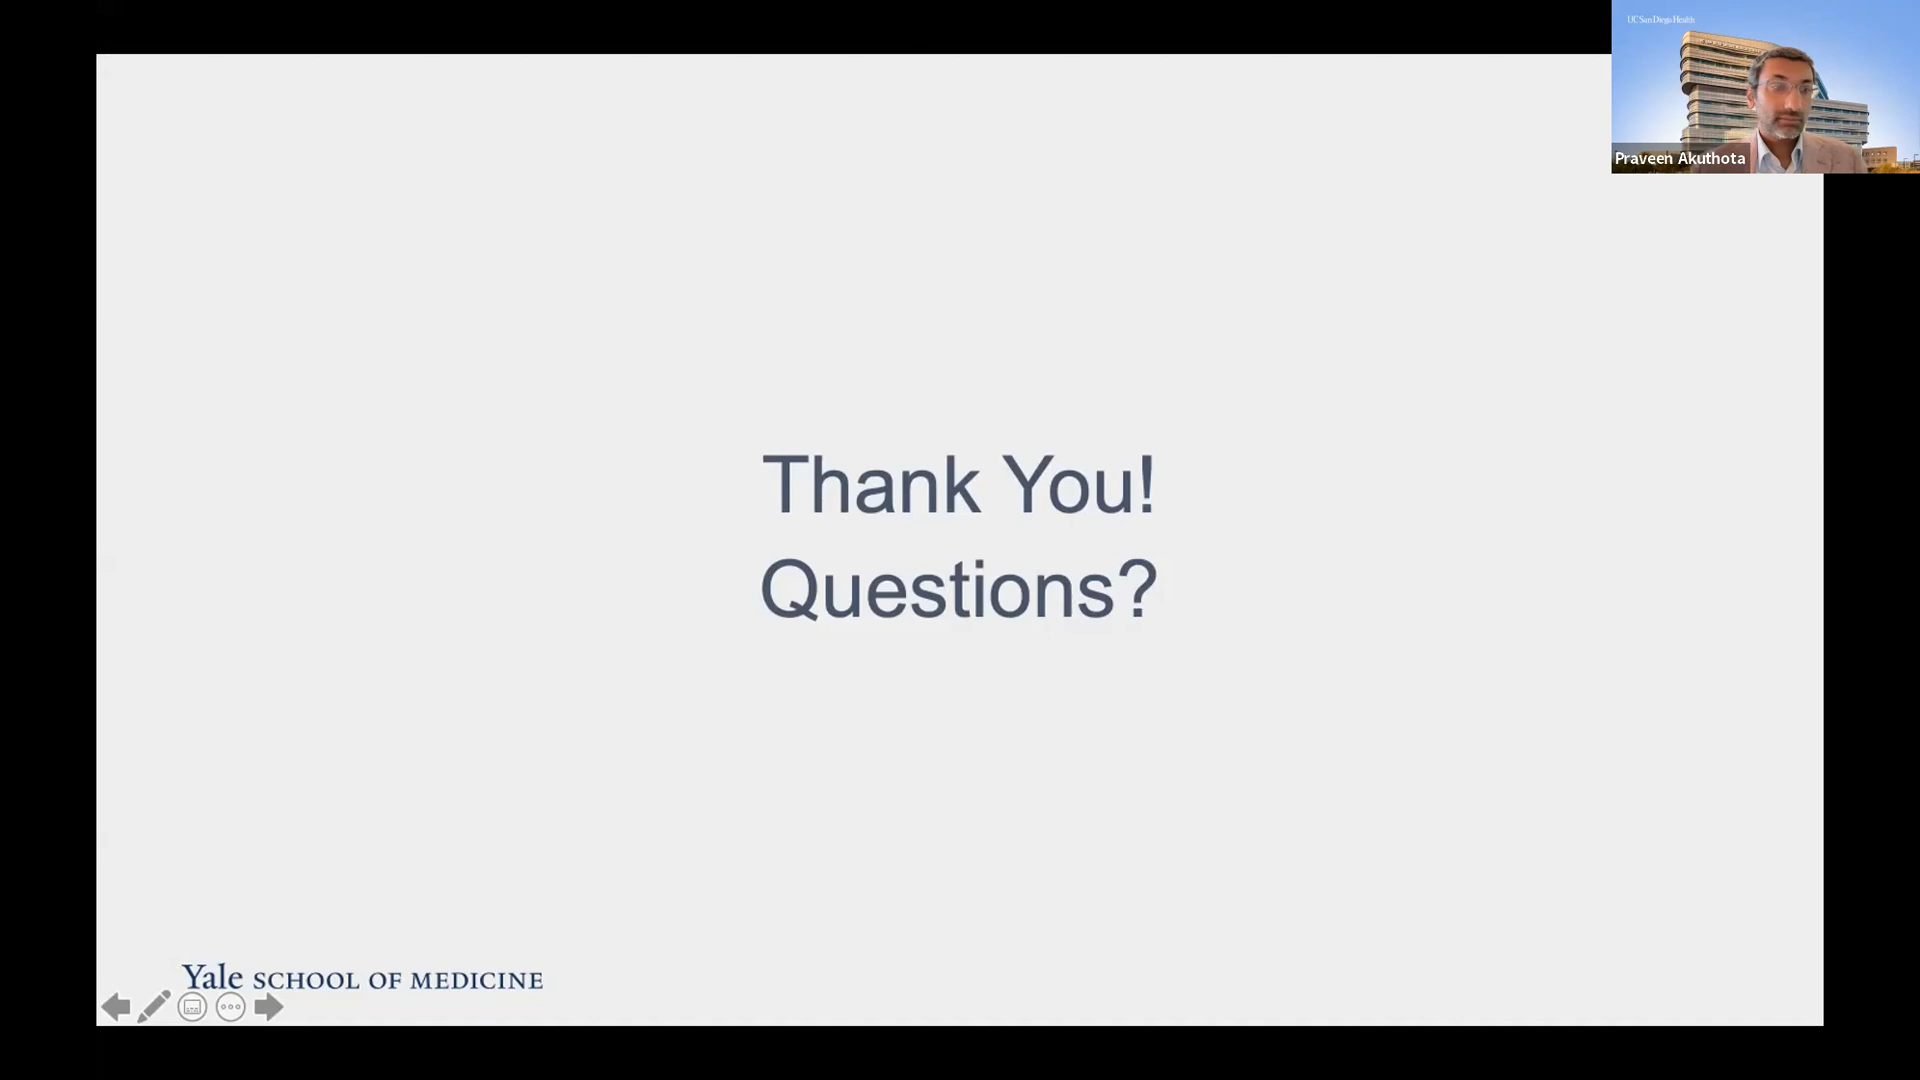 UC San Diego Health
Praveen Akuthota
Thank You!
Questions?
Yale SCHOOL OF MEDICINE